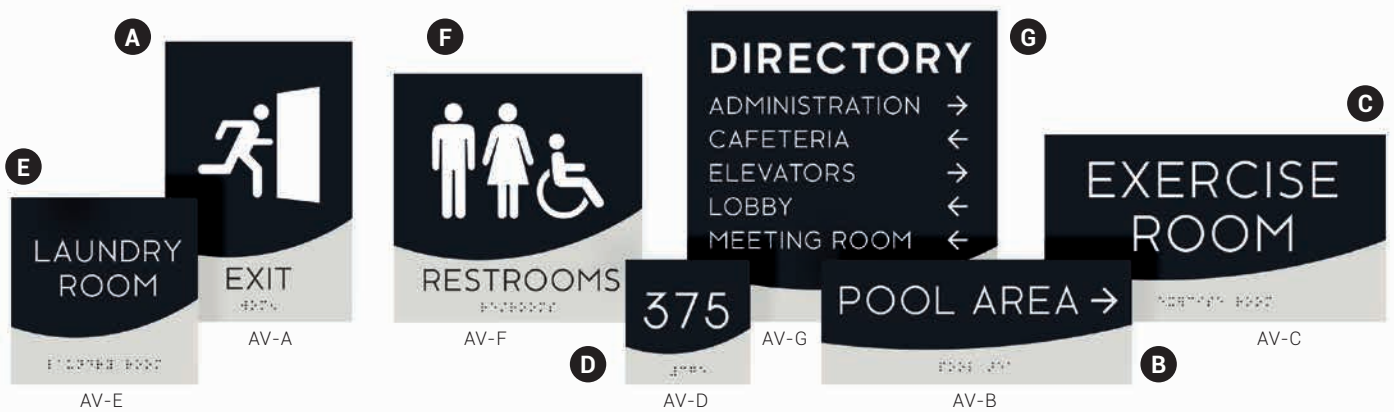 A
EXIT
AV-A
F
RESTROOMS
AV-F
G
DIRECTORY
ADMINISTRATION →
CAFETERIA ←
ELEVATORS →
LOBBY ←
MEETING ROOM ←
AV-G
C
EXERCISE
ROOM
AV-C
E
LAUNDRY
ROOM
AV-E
D
375
AV-D
POOL AREA →
B
AV-B